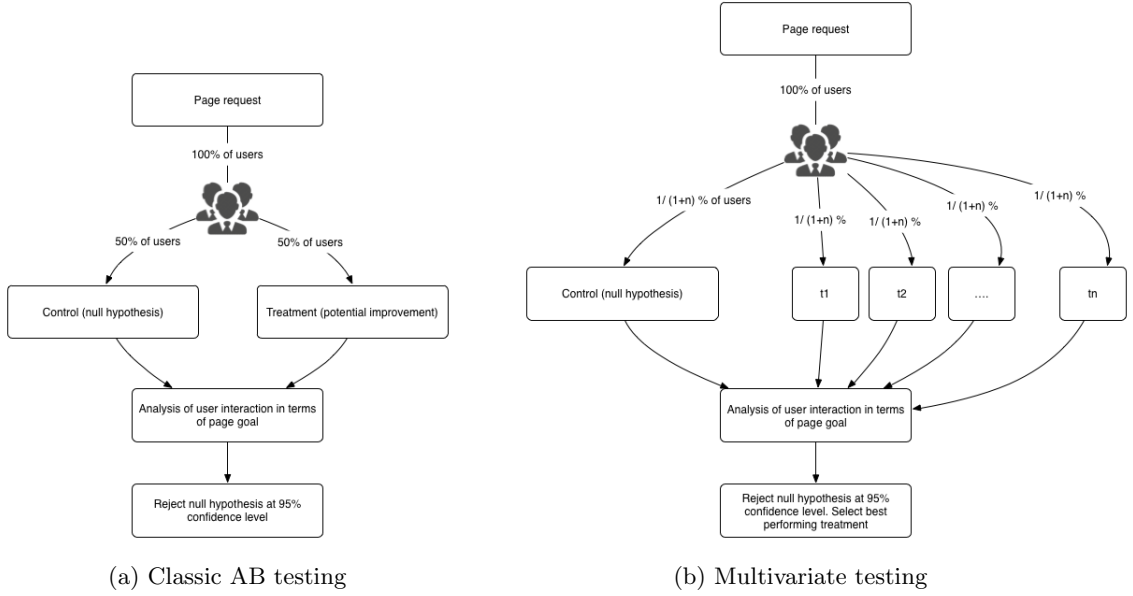 Page request
100% of users
50% of users
50% of users
Control (null hypothesis)
Treatment (potential improvement)
Analysis of user interaction in terms
of page goal
Reject null hypothesis at 95%
confidence level
(a) Classic AB testing
Page request
100% of users
1/ (1+n) % of users
1/ (1+n) %
1/ (1+n) %
1/ (1+n) %
1/ (1+n) %
Control (null hypothesis)
t1
t2
....
tn
Analysis of user interaction in terms
of page goal
Reject null hypothesis at 95%
confidence level. Select best
performing treatment
(b) Multivariate testing